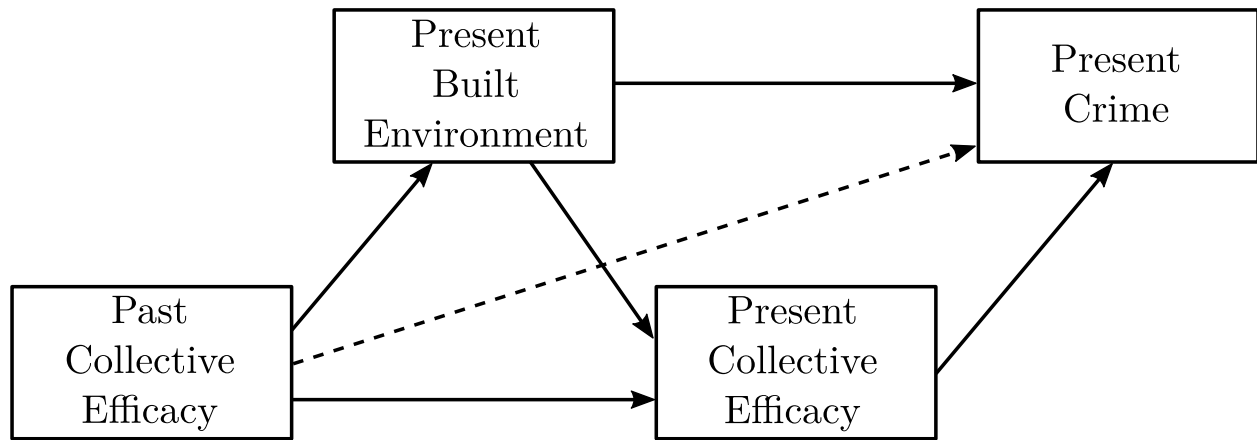 Present
Built
Environment
Present
Crime
Past
Collective
Efficacy
Present
Collective
Efficacy